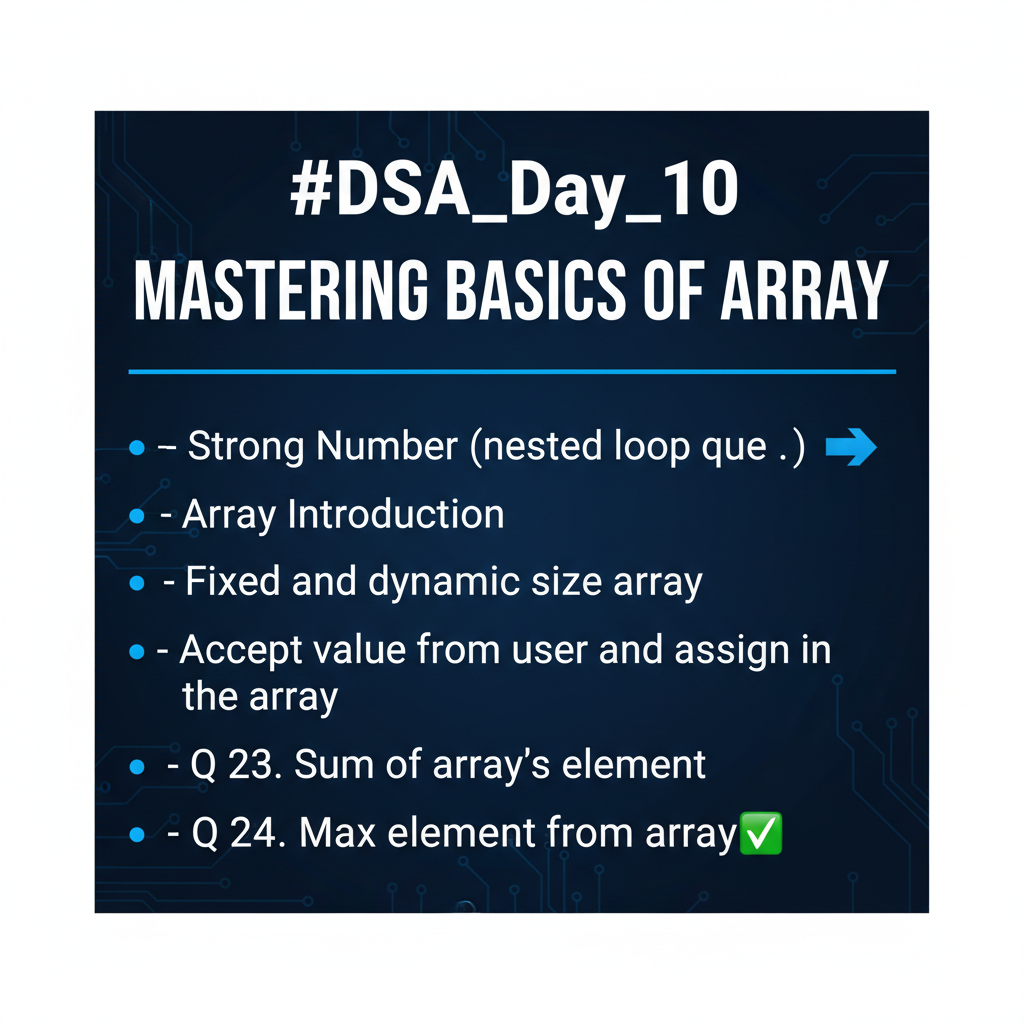 #DSA_Day_10
MASTERING BASICS OF ARRAY
• – Strong Number (nested loop que .) ➡
• - Array Introduction
• - Fixed and dynamic size array
• - Accept value from user and assign in
the array
• - Q 23. Sum of array’s element
• - Q 24. Max element from array✅